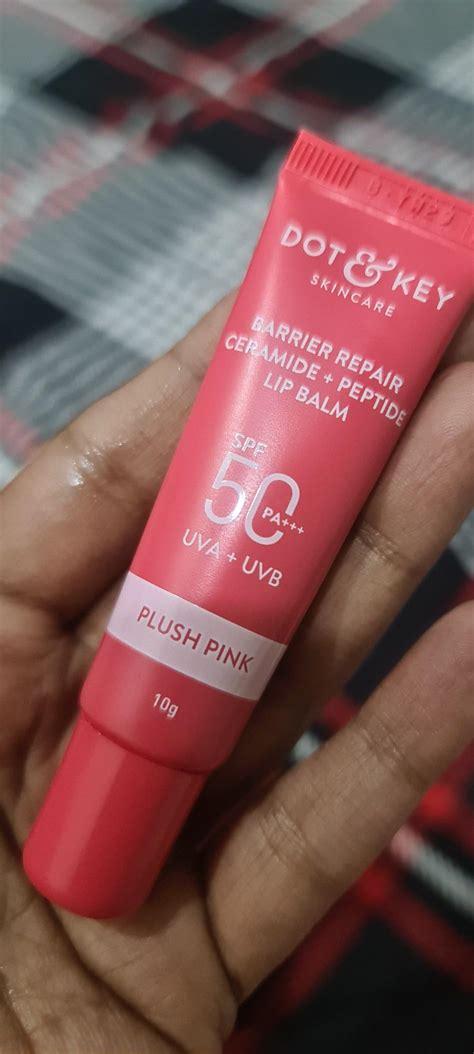 DOT & KEY
SKINCARE
BARRIER REPAIR
CERAMIDE + PEPTIDE
LIP BALM
SPF
50
PA+++
UVA + UVB
PLUSH PINK
10g